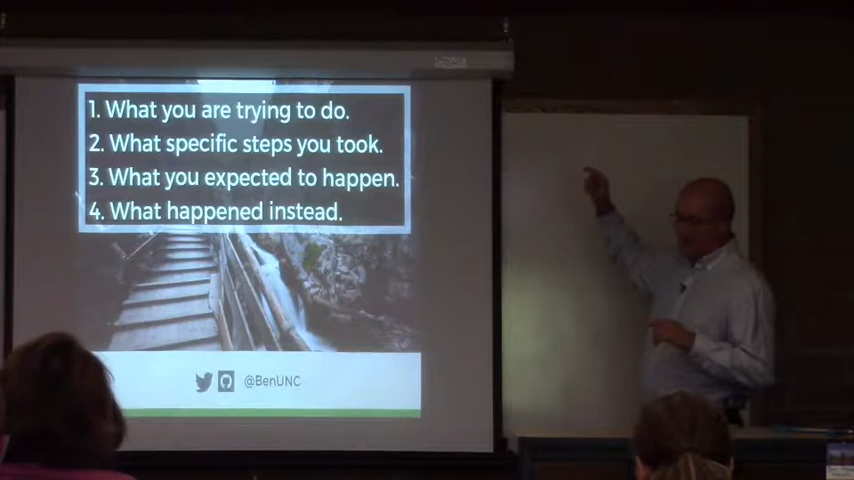 1. What you are trying to do.
2. What specific steps you took.
3. What you expected to happen.
4. What happened instead.
@BenUNC